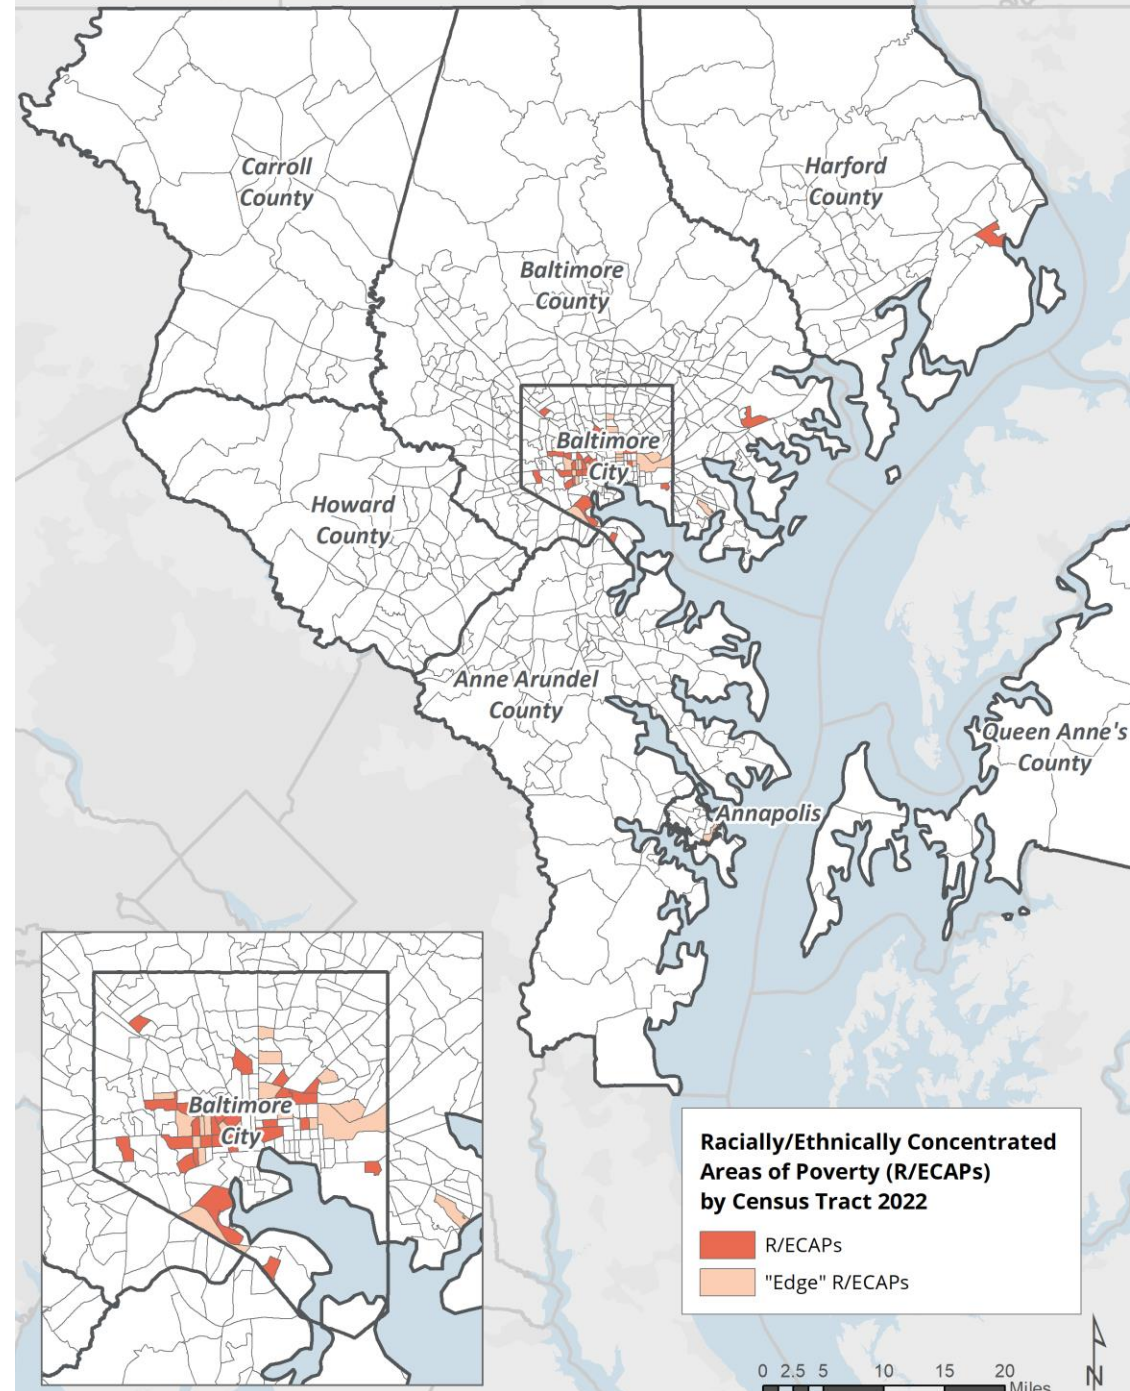 Carroll
County
Harford
County
Baltimore
County
Baltimore
City
Howard
County
Anne Arundel
County
Queen Anne's
County
Annapolis
Baltimore
City
Racially/Ethnically Concentrated
Areas of Poverty (R/ECAPs)
by Census Tract 2022
R/ECAPs
"Edge" R/ECAPs
0 2.5 5 10 15 20
Miles
N